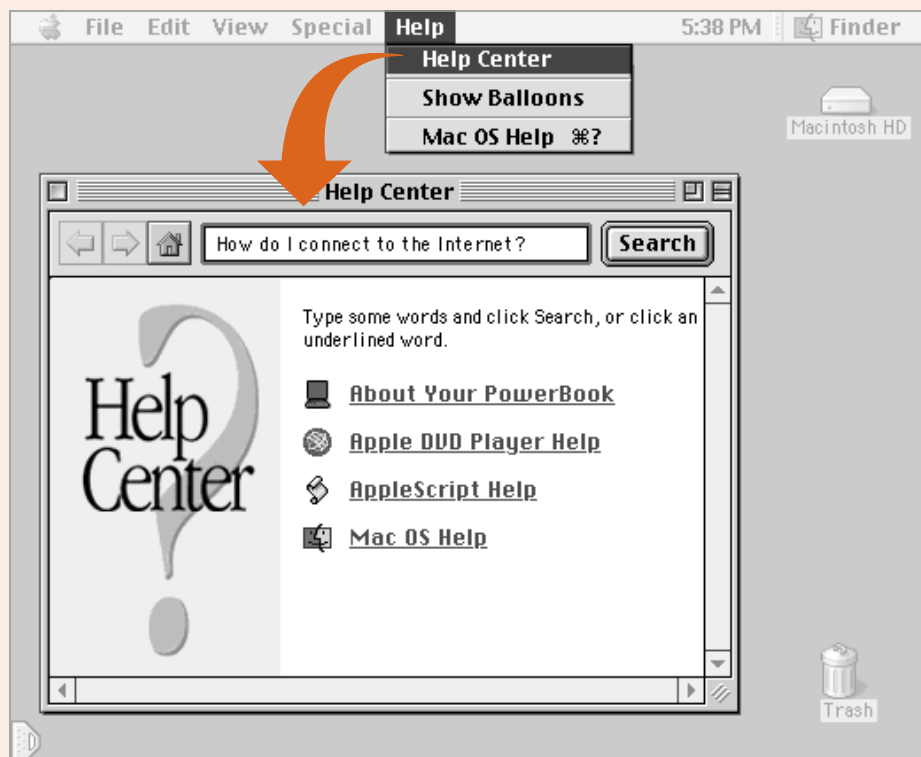 File Edit View Special Help 5:38 PM Finder
Help Center
Show Balloons
Mac OS Help ⌘?
Macintosh HD
Help Center
How do I connect to the Internet?
Search
Type some words and click Search, or click an
underlined word.
Help
Center
About Your PowerBook
Apple DVD Player Help
AppleScript Help
Mac OS Help
Trash